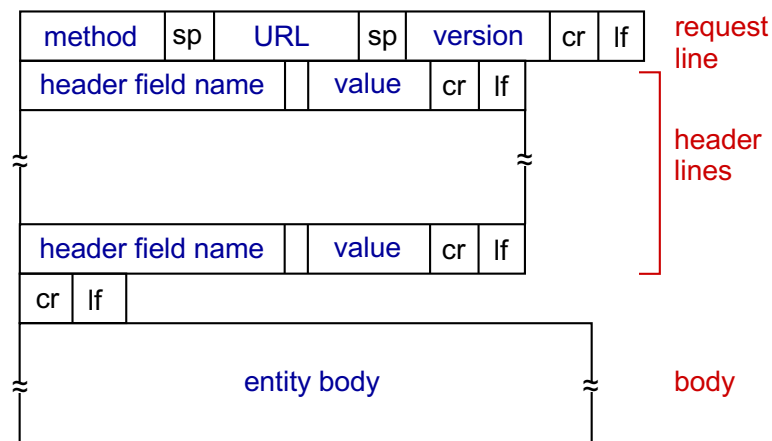 method sp URL sp version cr lf
request
line
header field name value cr lf
header
lines
header field name value cr lf
cr lf
entity body
body